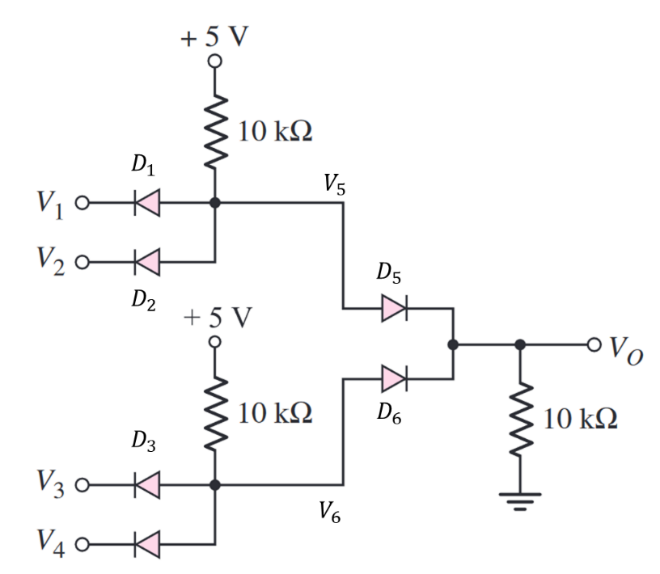 + 5 V
10 kΩ
D₁
V₁
V₅
V₂
D₂
D₅
+ 5 V
V_O
10 kΩ
D₆
10 kΩ
D₃
V₃
V₆
V₄